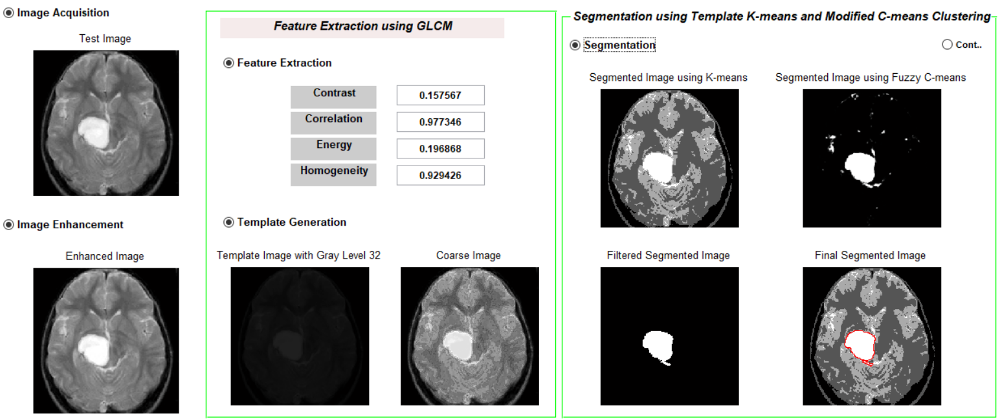 Image Acquisition
Test Image
Image Enhancement
Enhanced Image
Feature Extraction using GLCM
Feature Extraction
Contrast 0.157567
Correlation 0.977346
Energy 0.196868
Homogeneity 0.929426
Template Generation
Template Image with Gray Level 32 Coarse Image
Segmentation using Template K-means and Modified C-means Clustering
Segmentation Cont..
Segmented Image using K-means Segmented Image using Fuzzy C-means
Filtered Segmented Image Final Segmented Image